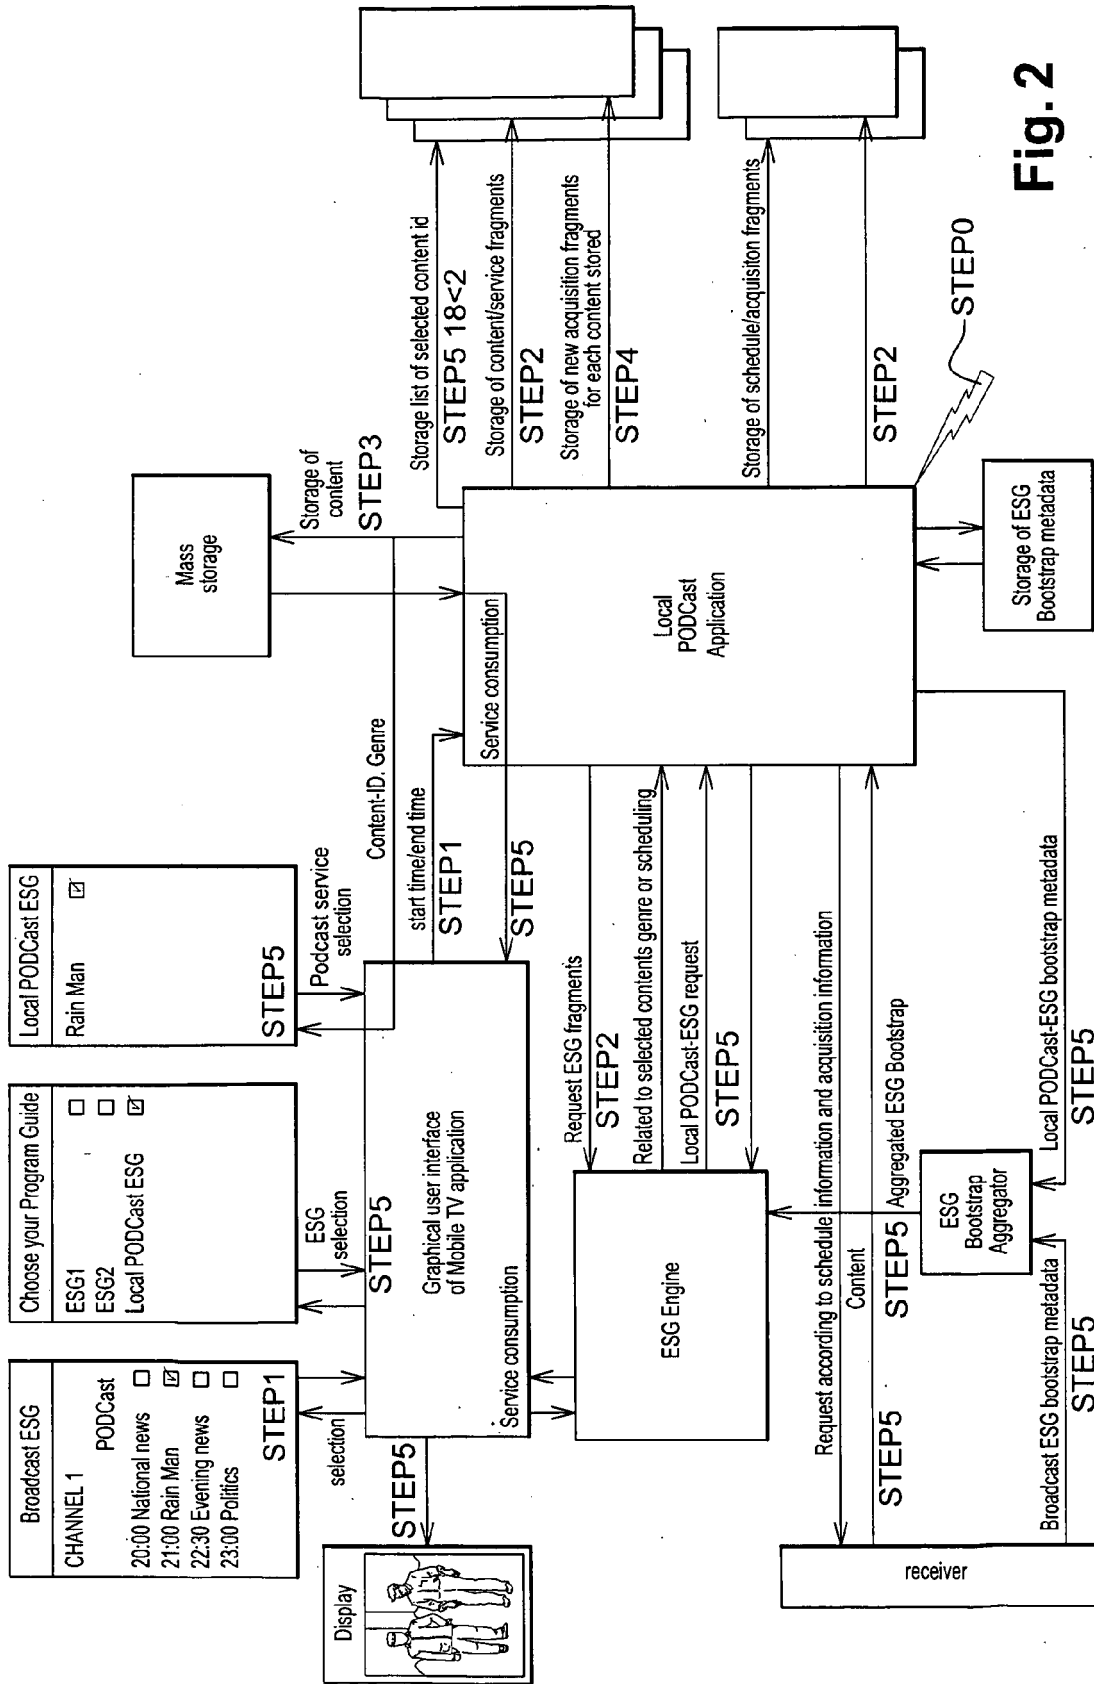 Broadcast ESG
CHANNEL 1
PODCast
20:00 National news
21:00 Rain Man
22:30 Evening news
23:00 Politics
STEP1
Choose your Program Guide
ESG1
ESG2
Local PODCast ESG
Local PODCast ESG
Rain Man
STEP5
selection
ESG
selection
STEP5
Podcast service
selection
Content-ID. Genre
Display
STEP5
Graphical user interface
of Mobile TV application
Service consumption
start time/end time
STEP1
Service consumption
STEP5
Mass
storage
Storage of
content
STEP3
Storage list of selected content id
STEP5 18<2
Storage of content/service fragments
STEP2
Storage of new acquisition fragments
for each content stored
STEP4
Storage of schedule/acquisiton fragments
STEP2
ESG Engine
Request ESG fragments
STEP2
Related to selected contents genre or scheduling
Local PODCast-ESG request
STEP5
Local
PODCast
Application
Request according to schedule information and acquisition information
Content
STEP5
Aggregated ESG Bootstrap
STEP5
receiver
Broadcast ESG bootstrap metadata
STEP5
ESG
Bootstrap
Aggregator
Local PODCast-ESG bootstrap metadata
STEP5
Storage of ESG
Bootstrap metadata
STEP0
Fig. 2